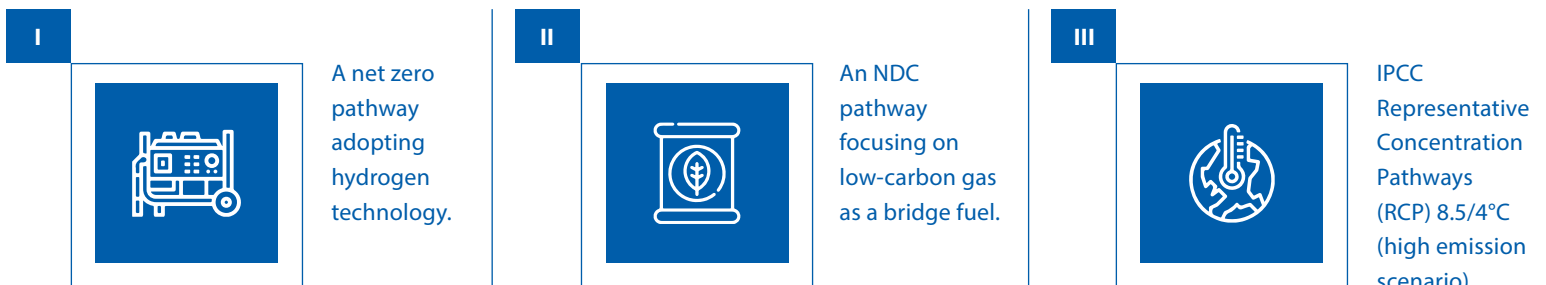 I
A net zero
pathway
adopting
hydrogen
technology.
II
An NDC
pathway
focusing on
low-carbon gas
as a bridge fuel.
III
IPCC
Representative
Concentration
Pathways
(RCP) 8.5/4°C
(high emission
scenario)